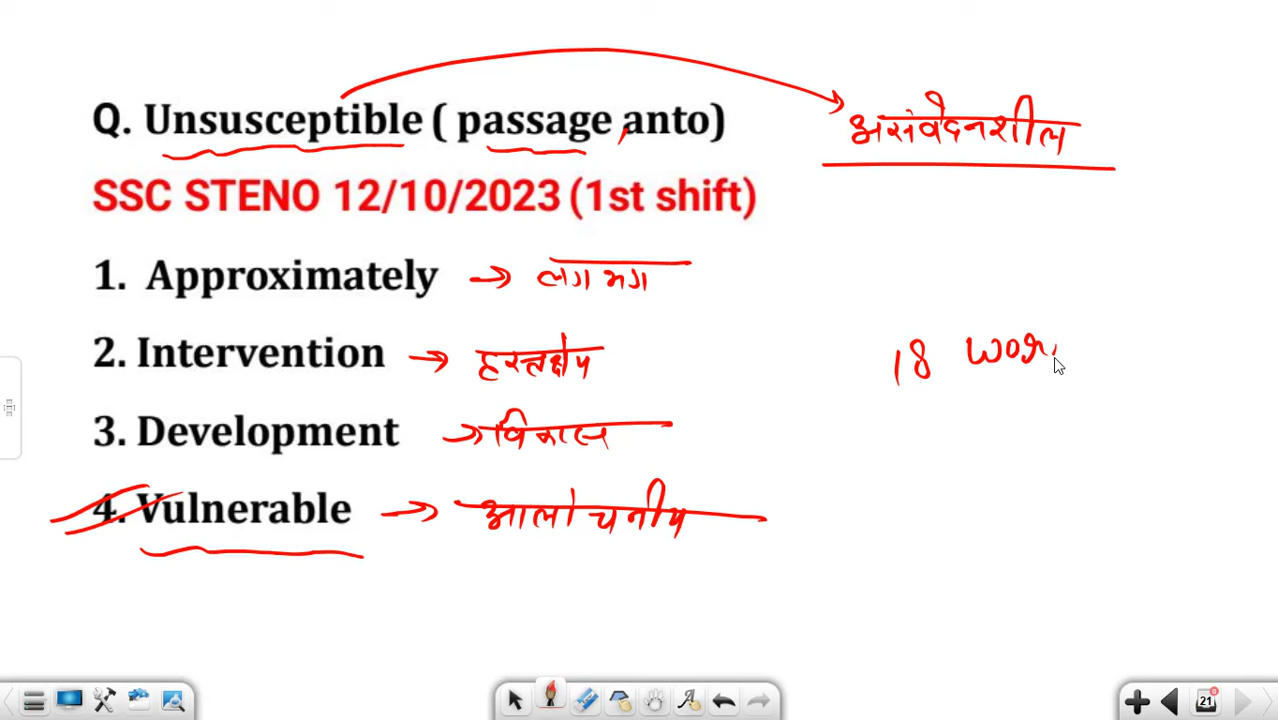 Q. Unsusceptible ( passage , anto) असंवेदनशील
SSC STENO 12/10/2023 (1st shift)
1. Approximately → लगभग
2. Intervention → हस्तक्षेप
18
3. Development → विकास
4. Vulnerable → आलोचनीय
21